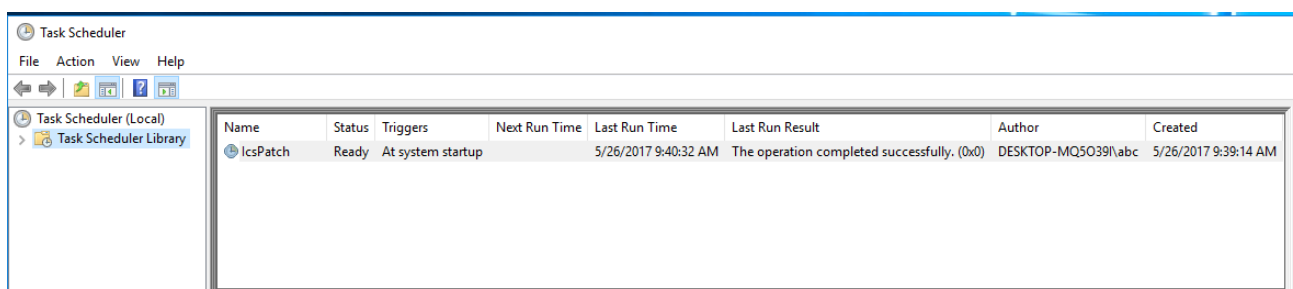 Task Scheduler
File Action View Help
Task Scheduler (Local)
Task Scheduler Library
Name Status Triggers Next Run Time Last Run Time Last Run Result Author Created
IcsPatch Ready At system startup 5/26/2017 9:40:32 AM The operation completed successfully. (0x0) DESKTOP-MQ5O39I\abc 5/26/2017 9:39:14 AM